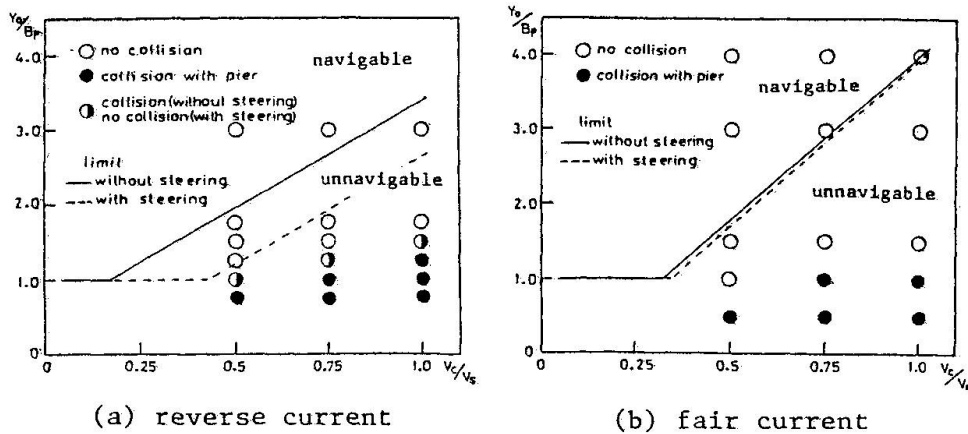 Yo/Bp
4.0
3.0
2.0
1.0
0
no collision
collision with pier
collision(without steering)
no collision(with steering)
limit
without steering
with steering
navigable
unnavigable
0
0.25
0.5
0.75
1.0
Vc/Vs
(a) reverse current
Yo/Bp
4.0
3.0
2.0
1.0
0
no collision
collision with pier
limit
without steering
with steering
navigable
unnavigable
0
0.25
0.5
0.75
1.0
Vc/Vs
(b) fair current